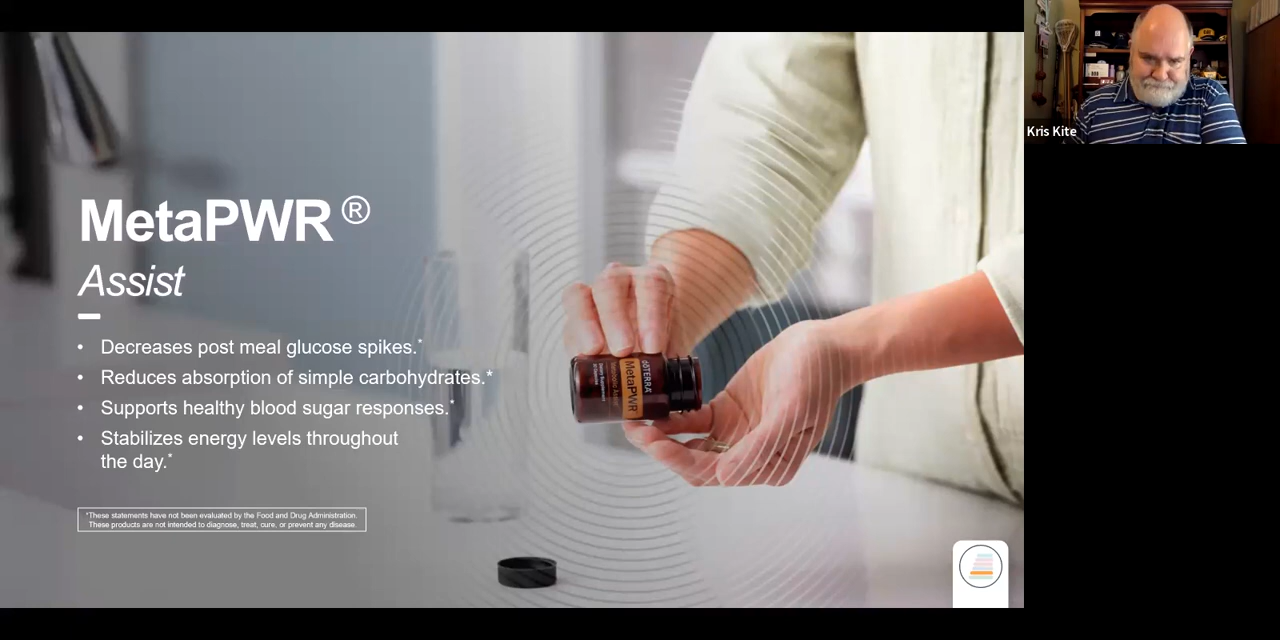 MetaPWR®
Assist
• Decreases post meal glucose spikes.*
• Reduces absorption of simple carbohydrates.*
• Supports healthy blood sugar responses.*
• Stabilizes energy levels throughout
the day.*
*These statements have not been evaluated by the Food and Drug Administration.
These products are not intended to diagnose, treat, cure, or prevent any disease.
dōTERRA
MetaPWR
Kris Kite